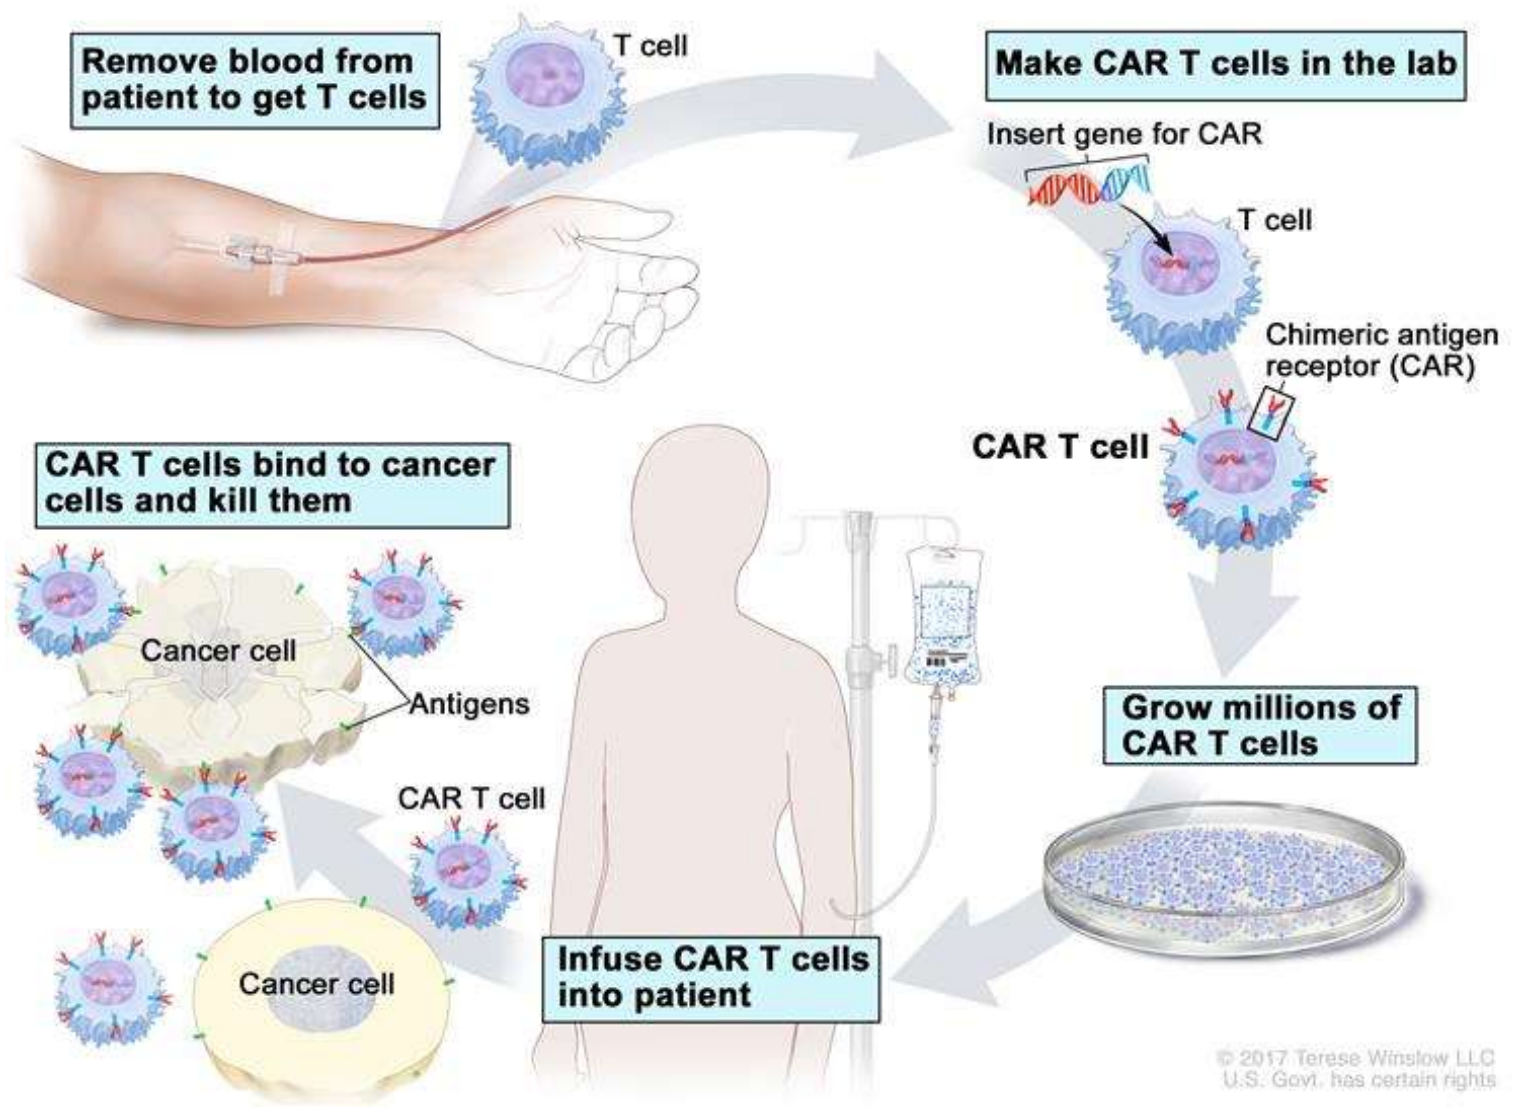 Remove blood from
patient to get T cells
T cell
Make CAR T cells in the lab
Insert gene for CAR
T cell
Chimeric antigen
receptor (CAR)
CAR T cell
Grow millions of
CAR T cells
Infuse CAR T cells
into patient
CAR T cells bind to cancer
cells and kill them
Cancer cell
Antigens
CAR T cell
Cancer cell
© 2017 Terese Winslow LLC
U.S. Govt. has certain rights